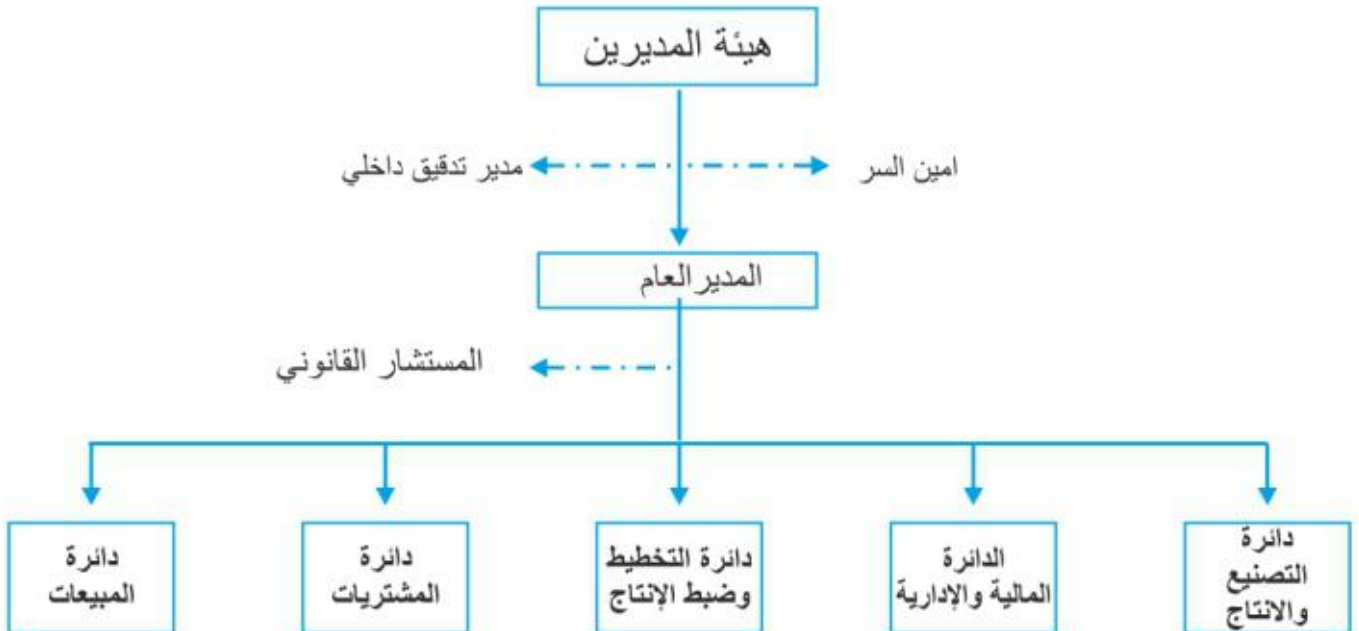 هيئة المديرين
امين السر
مدير تدقيق داخلي
المدير العام
المستشار القانوني
دائرة
التصنيع
والانتاج
الدائرة
المالية والإدارية
دائرة التخطيط
وضبط الإنتاج
دائرة
المشتريات
دائرة
المبيعات